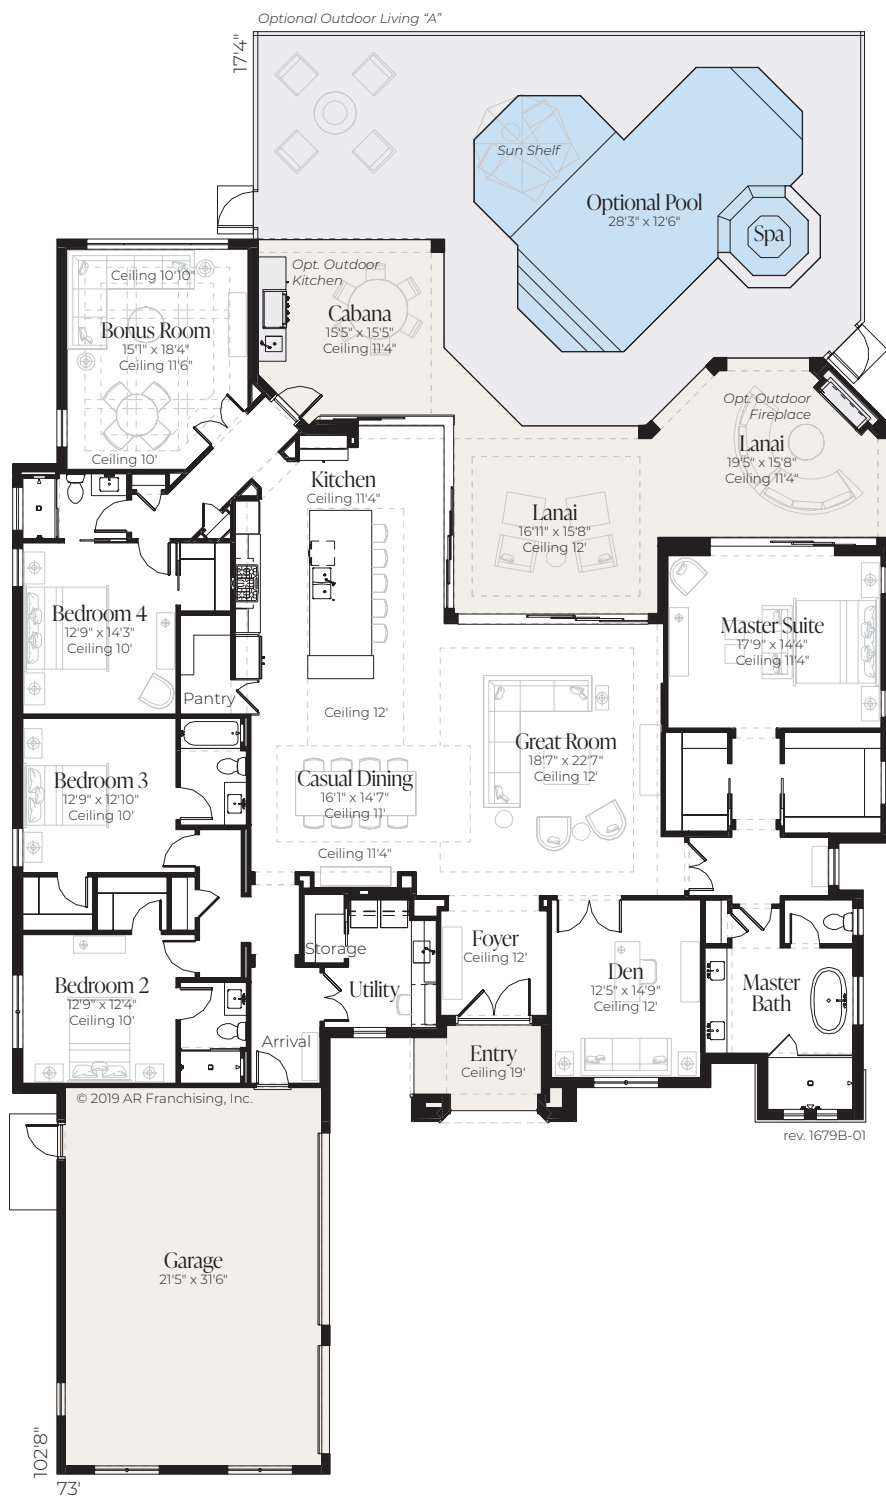 Optional Outdoor Living “A”
17'4"
Sun Shelf
Optional Pool
28'3" x 12'6"
Spa
Opt. Outdoor
Kitchen
Cabana
15'5" x 15'5"
Ceiling 11'4"
Ceiling 10'10"
Bonus Room
15'1" x 18'4"
Ceiling 11'6"
Ceiling 10'
Opt. Outdoor
Fireplace
Lanai
19'5" x 15'8"
Ceiling 11'4"
Kitchen
Ceiling 11'4"
Lanai
16'11" x 15'8"
Ceiling 12'
Bedroom 4
12'9" x 14'3"
Ceiling 10'
Master Suite
17'9" x 14'4"
Ceiling 11'4"
Pantry
Ceiling 12'
Great Room
18'7" x 22'7"
Ceiling 12'
Bedroom 3
12'9" x 12'10"
Ceiling 10'
Casual Dining
16'1" x 14'7"
Ceiling 11'
Ceiling 11'4"
Storage
Foyer
Ceiling 12'
Utility
Den
12'5" x 14'9"
Ceiling 12'
Master
Bath
Bedroom 2
12'9" x 12'4"
Ceiling 10'
Arrival
Entry
Ceiling 19'
© 2019 AR Franchising, Inc.
rev. 1679B-01
Garage
21'5" x 31'6"
102'8"
73'